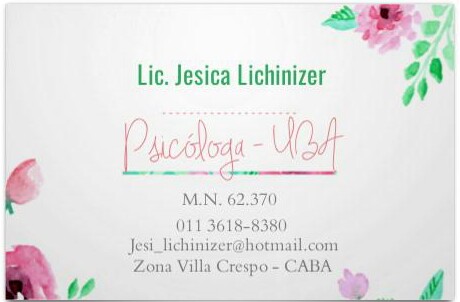 Lic. Jesica Lichinizer
Psicóloga - UBA
M.N. 62.370
011 3618-8380
Jesi_lichinizer@hotmail.com
Zona Villa Crespo - CABA